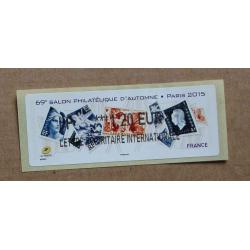 69e SALON PHILATÉLIQUE D'AUTOMNE • PARIS 2015
1,20 EUR
LETTRE PRIORITAIRE INTERNATIONALE
FRANCE